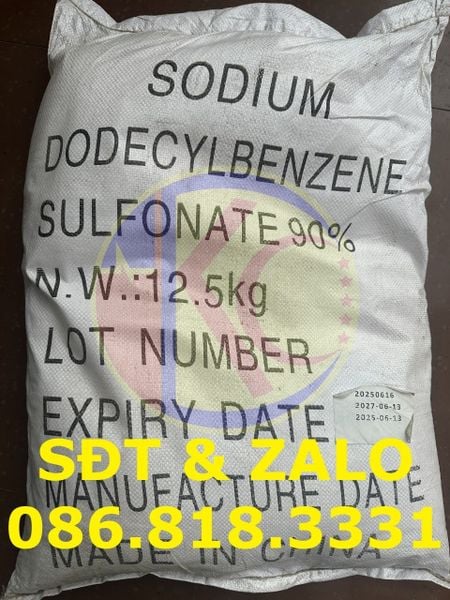 SODIUM
DODECYLBENZENE
SULFONATE 90%
N.W.:12.5kg
LOT NUMBER
20250616
2027-06-13
2025-06-13
EXPIRY DATE
SĐT & ZALO
MANUFACTURE DATE
086.818.3331
MADE IN CHINA